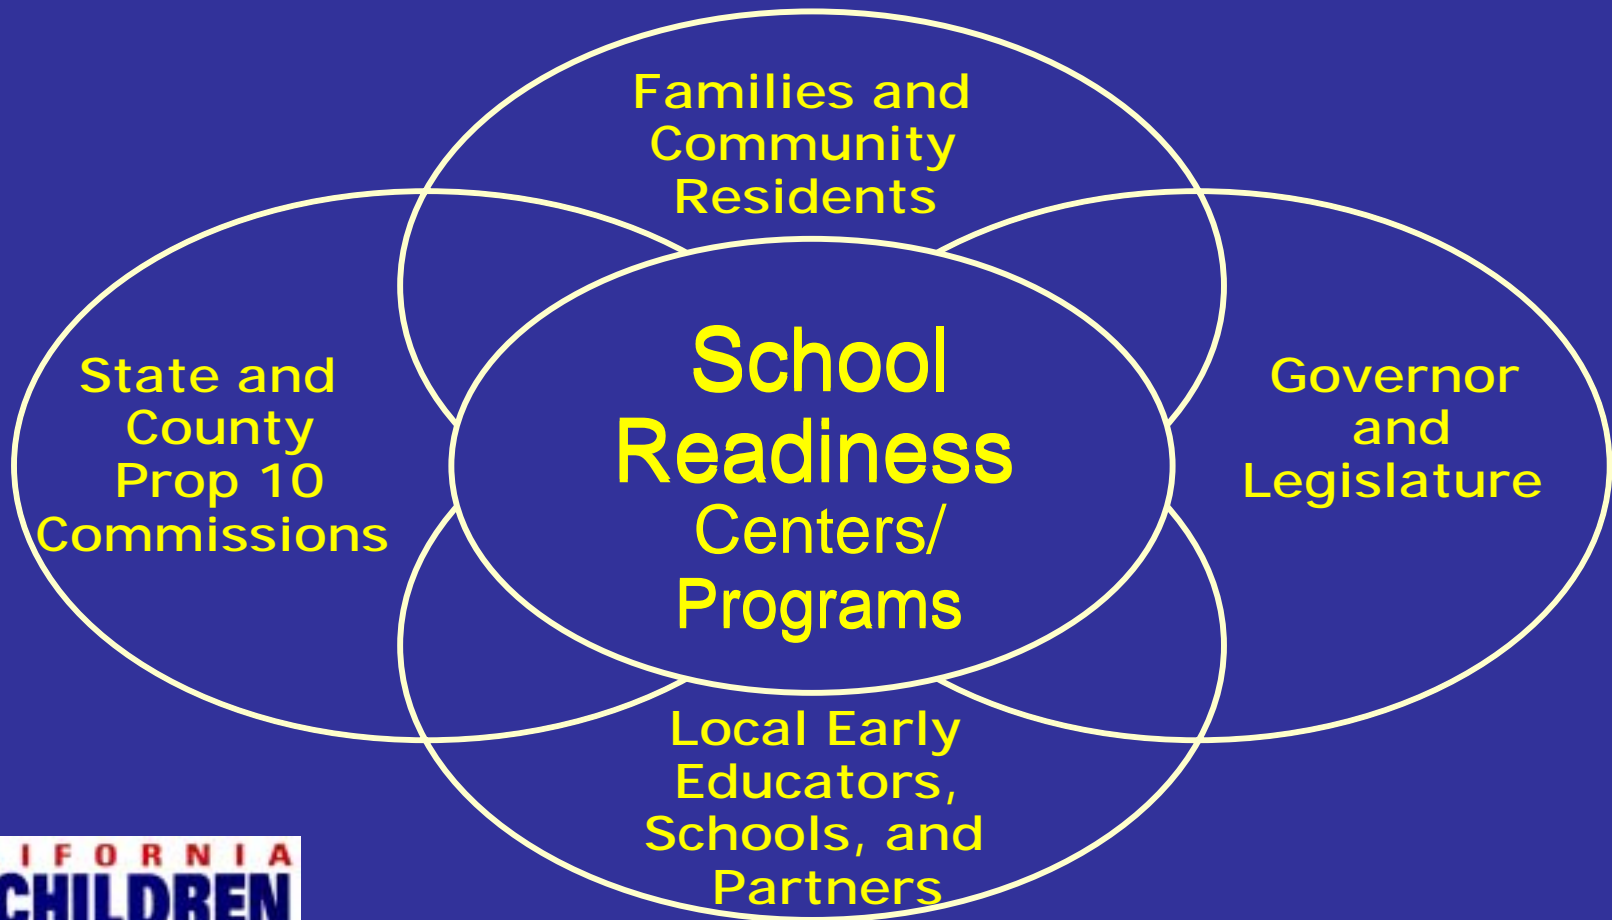 Families and
Community
Residents
State and
County
Prop 10
Commissions
School
Readiness
Centers/
Programs
Governor
and
Legislature
Local Early
Educators,
Schools, and
Partners
IFORNIA
CHILDREN